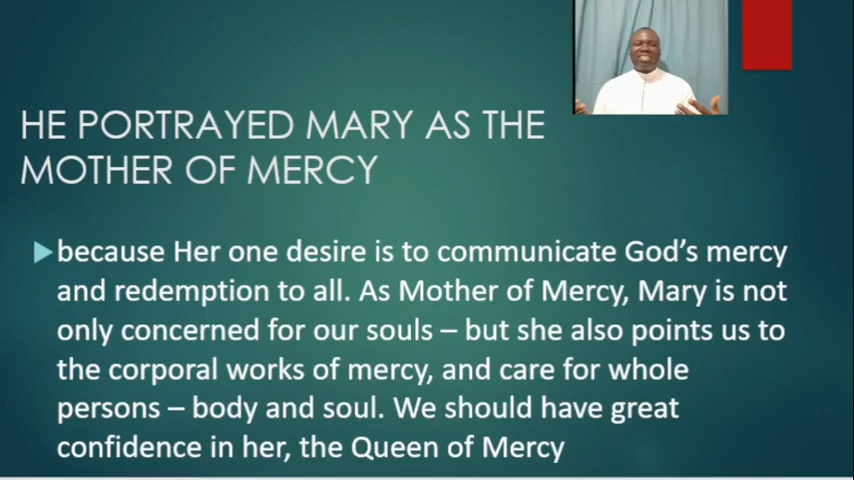 HE PORTRAYED MARY AS THE
MOTHER OF MERCY
because Her one desire is to communicate God's mercy
and redemption to all. As Mother of Mercy, Mary is not
only concerned for our souls – but she also points us to
the corporal works of mercy, and care for whole
persons – body and soul. We should have great
confidence in her, the Queen of Mercy